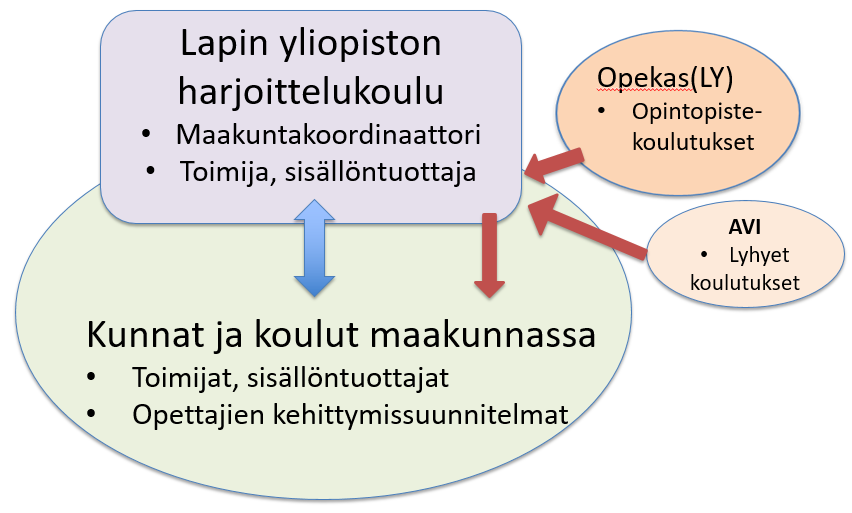 Lapin yliopiston
harjoittelukoulu
• Maakuntakoordinaattori
• Toimija, sisällöntuottaja
Opekas(LY)
• Opintopiste-
koulutukset
AVI
• Lyhyet
koulutukset
Kunnat ja koulut maakunnassa
• Toimijat, sisällöntuottajat
• Opettajien kehittymissuunnitelmat